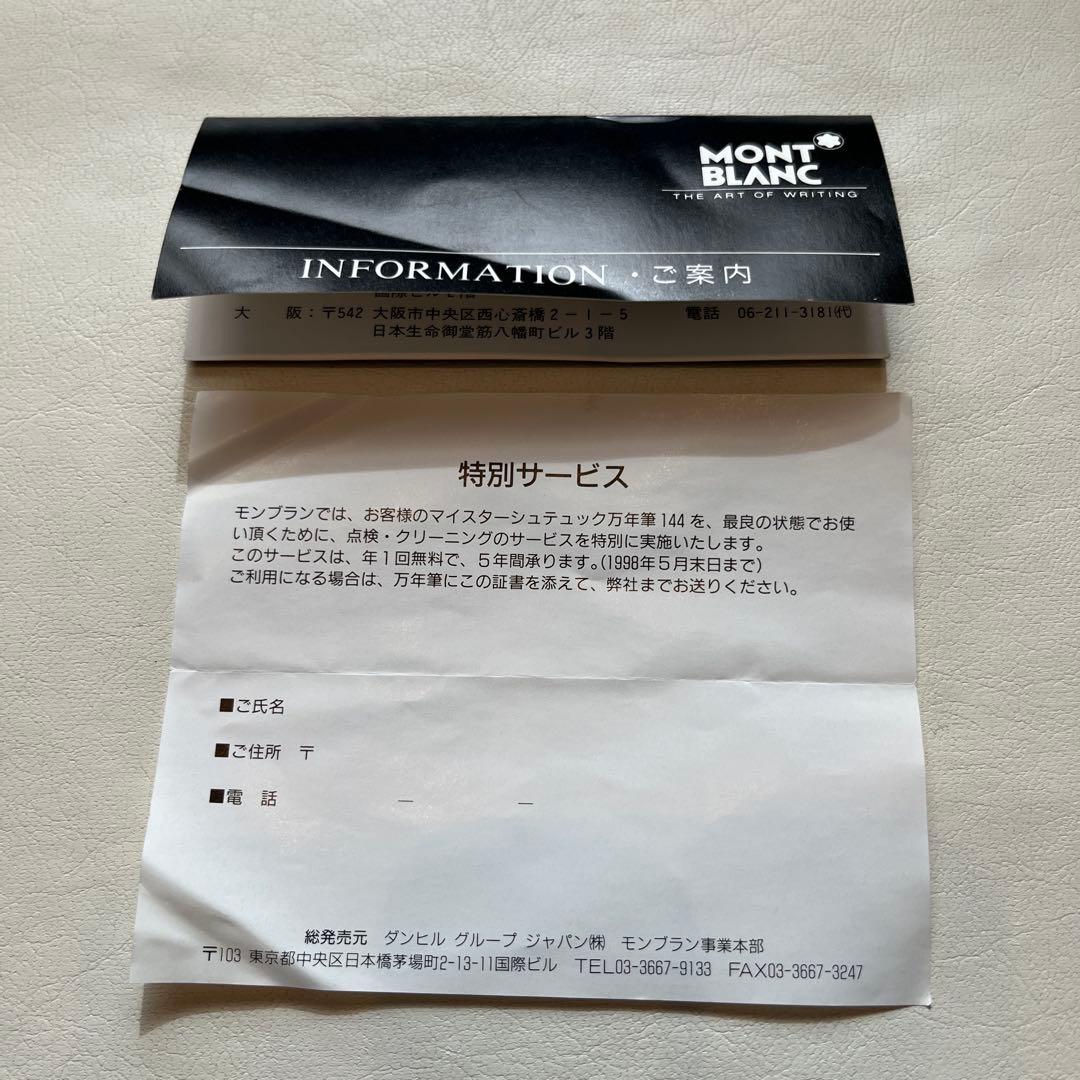 MONT
BLANC
THE ART OF WRITING
INFORMATION・ご案内
大　阪：〒542 大阪市中央区西心斎橋2－1－5　電話 06-211-3181㈹
日本生命御堂筋八幡町ビル3階
特別サービス
モンブランでは、お客様のマイスターシュテュック万年筆144を、最良の状態でお使
い頂くために、点検・クリーニングのサービスを特別に実施いたします。
このサービスは、年1回無料で、5年間承ります。(1998年5月末日まで)
ご利用になる場合は、万年筆にこの証書を添えて、弊社までお送りください。
■ご氏名
■ご住所　〒
■電　話　　　―　　　―
総発売元　ダンヒル グループ ジャパン㈱　モンブラン事業本部
〒103 東京都中央区日本橋茅場町2-13-11国際ビル　TEL03-3667-9133　FAX03-3667-3247